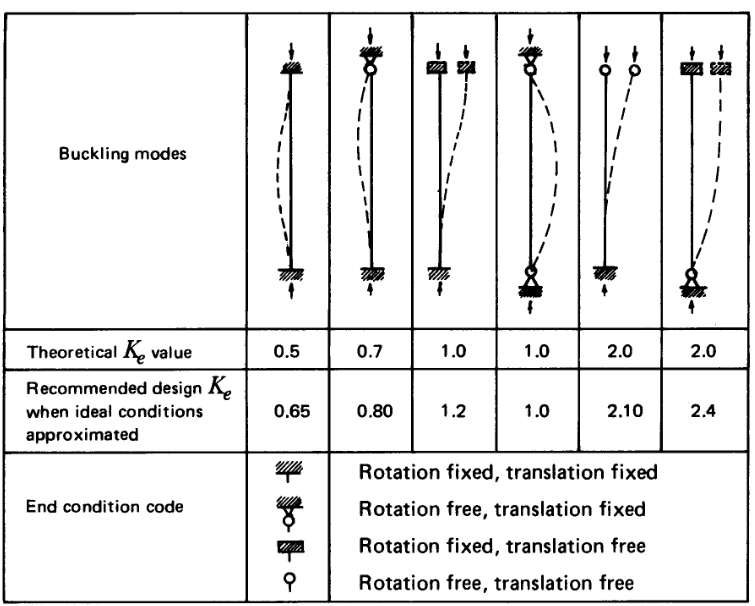 Buckling modes
Theoretical Kₑ value
0.5
0.7
1.0
1.0
2.0
2.0
Recommended design Kₑ
when ideal conditions
approximated
0.65
0.80
1.2
1.0
2.10
2.4
End condition code
Rotation fixed, translation fixed
Rotation free, translation fixed
Rotation fixed, translation free
Rotation free, translation free